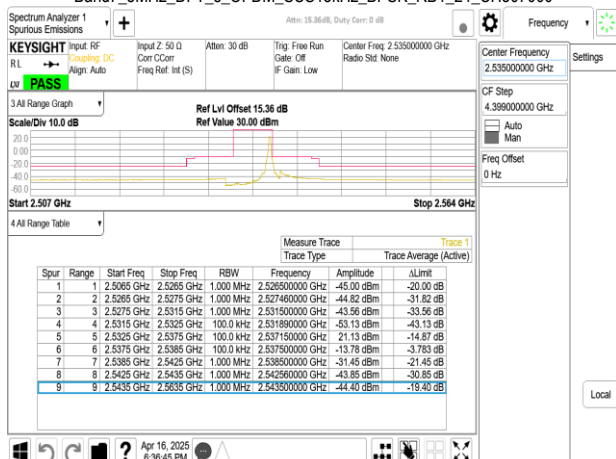 Spectrum Analyzer 1
Spurious Emissions
Attn: 15.86dB, Duty Corr: 0 dB
Frequency
KEYSIGHT
Input: RF
Input Z: 50 Ω
Atten: 30 dB
Trig: Free Run
Center Freq: 2.535000000 GHz
RL
Coupling: DC
Corr CCorr
Gate: Off
Radio Std: None
Align: Auto
Freq Ref: Int (S)
IF Gain: Low
PASS
Center Frequency
2.535000000 GHz
Settings
CF Step
4.399000000 GHz
Auto
Man
Freq Offset
0 Hz
3 All Range Graph
Ref Lvl Offset 15.36 dB
Scale/Div 10.0 dB
Ref Value 30.00 dBm
20.0
0.00
-20.0
-40.0
-60.0
Start 2.507 GHz
Stop 2.564 GHz
4 All Range Table
Measure Trace Trace 1
Trace Type Trace Average (Active)
Spur Range Start Freq Stop Freq RBW Frequency Amplitude ΔLimit
1 1 2.5065 GHz 2.5265 GHz 1.000 MHz 2.526500000 GHz -45.00 dBm -20.00 dB
2 2 2.5265 GHz 2.5275 GHz 1.000 MHz 2.527460000 GHz -44.82 dBm -31.82 dB
3 3 2.5275 GHz 2.5315 GHz 1.000 MHz 2.531500000 GHz -43.56 dBm -33.56 dB
4 4 2.5315 GHz 2.5325 GHz 100.0 kHz 2.531890000 GHz -53.13 dBm -43.13 dB
5 5 2.5325 GHz 2.5375 GHz 100.0 kHz 2.537150000 GHz 21.13 dBm -14.87 dB
6 6 2.5375 GHz 2.5385 GHz 100.0 kHz 2.537500000 GHz -13.78 dBm -3.783 dB
7 7 2.5385 GHz 2.5425 GHz 1.000 MHz 2.538500000 GHz -31.45 dBm -21.45 dB
8 8 2.5425 GHz 2.5435 GHz 1.000 MHz 2.542560000 GHz -43.85 dBm -30.85 dB
9 9 2.5435 GHz 2.5635 GHz 1.000 MHz 2.543500000 GHz -44.40 dBm -19.40 dB
Local
Apr 16, 2025
6:36:45 PM